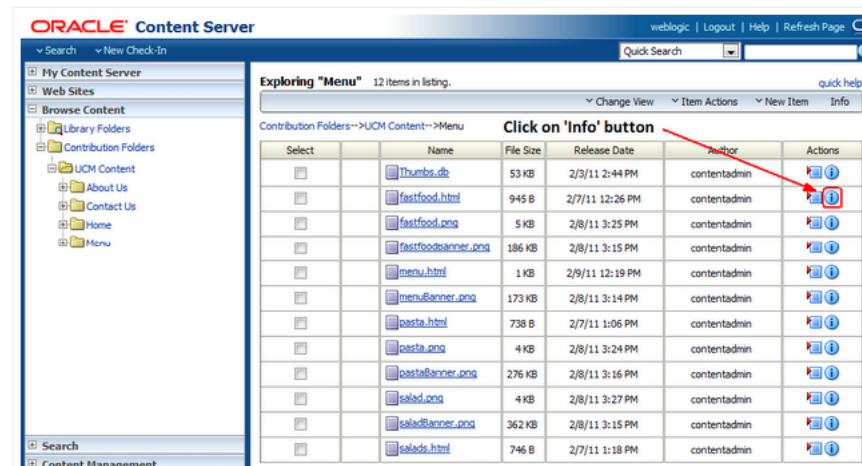 ORACLE Content Server
weblogic | Logout | Help | Refresh Page
Search New Check-In
Quick Search
My Content Server
Web Sites
Browse Content
Library Folders
Contribution Folders
UCM Content
About Us
Contact Us
Home
Menu
Search
Content Management
Exploring "Menu" 12 items in listing.
quick help
Change View Item Actions New Item Info
Contribution Folders-->UCM Content-->Menu
Click on 'Info' button
Select Name File Size Release Date Author Actions
Thumbs.db 53 KB 2/3/11 2:44 PM contentadmin
fastfood.html 945 B 2/7/11 12:26 PM contentadmin
fastfood.png 5 KB 2/8/11 3:25 PM contentadmin
fastfoodbanner.png 186 KB 2/8/11 3:15 PM contentadmin
menu.html 1 KB 2/9/11 12:19 PM contentadmin
menuBanner.png 173 KB 2/8/11 3:14 PM contentadmin
pasta.html 738 B 2/7/11 1:06 PM contentadmin
pasta.png 4 KB 2/8/11 3:24 PM contentadmin
pastaBanner.png 276 KB 2/8/11 3:16 PM contentadmin
salad.png 4 KB 2/8/11 3:27 PM contentadmin
saladBanner.png 362 KB 2/8/11 3:15 PM contentadmin
salads.html 746 B 2/7/11 1:18 PM contentadmin